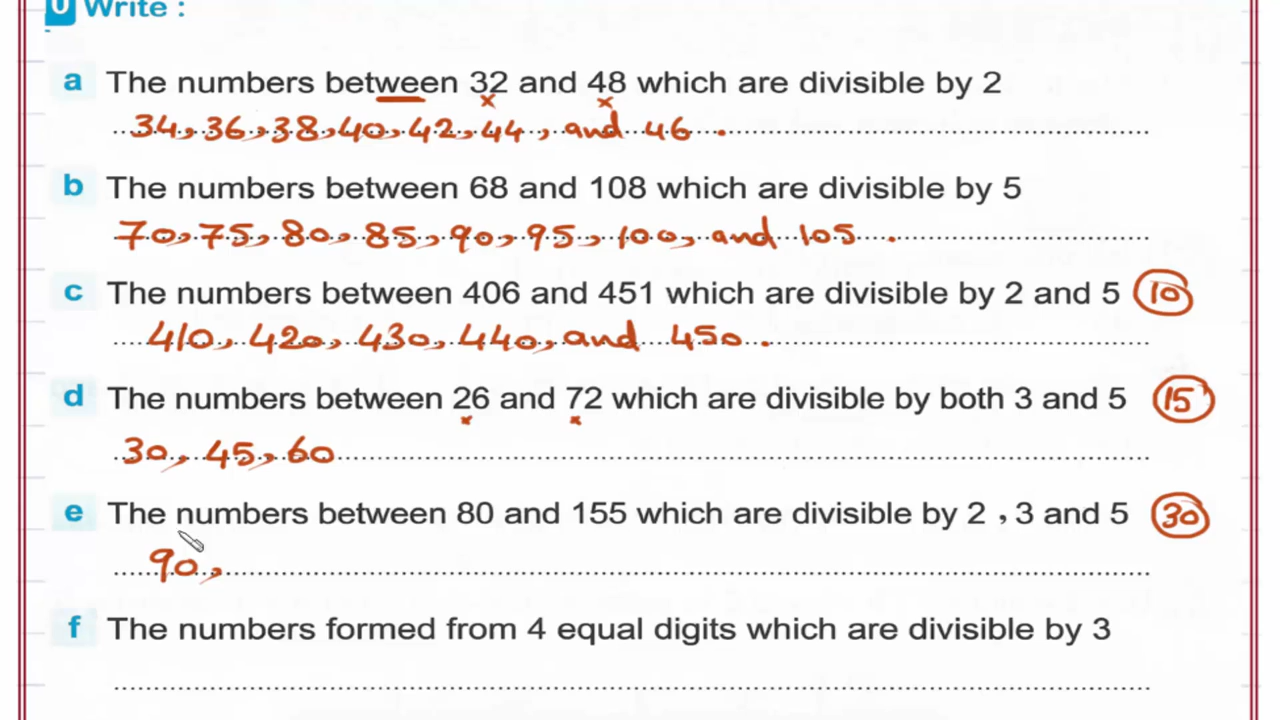 Write :
a The numbers between 32 and 48 which are divisible by 2
34, 36, 38, 40, 42, 44, and 46 .
b The numbers between 68 and 108 which are divisible by 5
70, 75, 80, 85, 90, 95, 100, and 105 .
c The numbers between 406 and 451 which are divisible by 2 and 5 10
410, 420, 430, 440, and 450 .
d The numbers between 26 and 72 which are divisible by both 3 and 5 15
30, 45, 60
e The numbers between 80 and 155 which are divisible by 2 , 3 and 5 30
90,
f The numbers formed from 4 equal digits which are divisible by 3